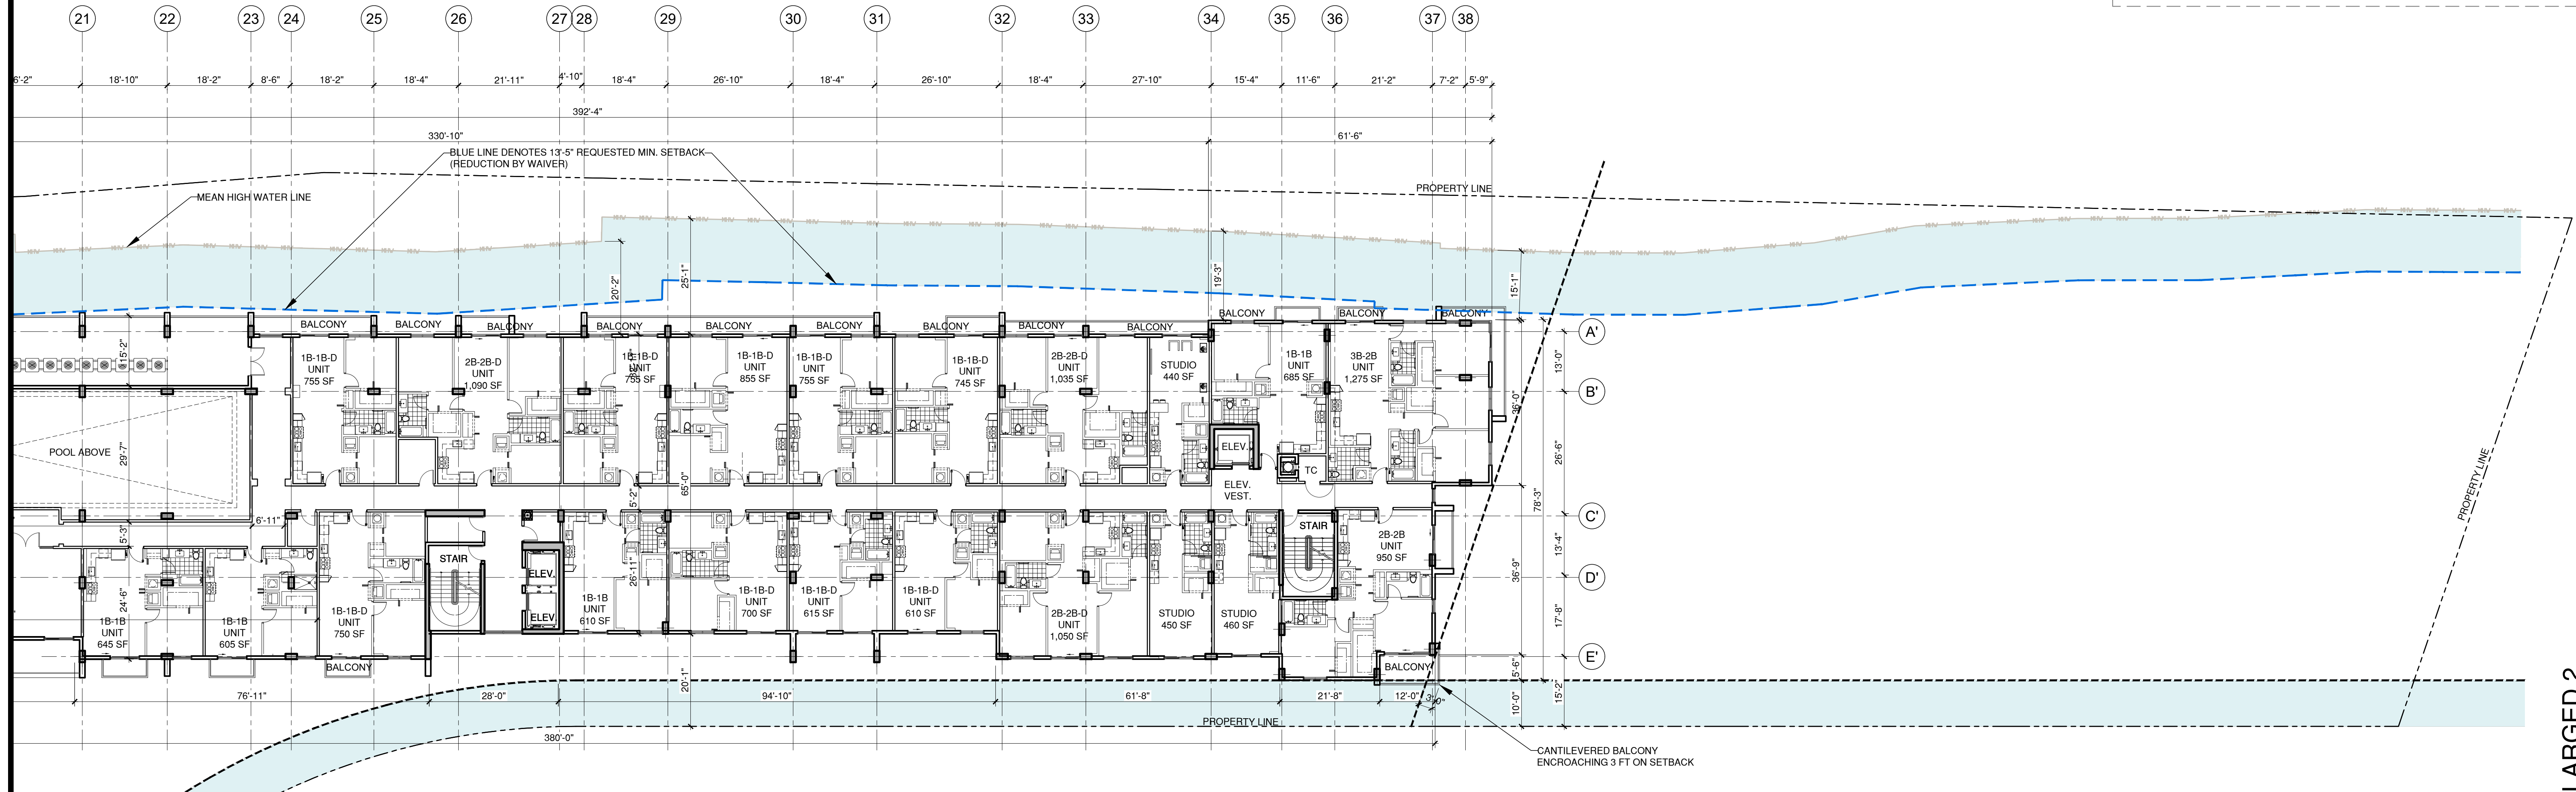 21 22 23 24 25 26 27 28 29 30 31 32 33 34 35 36 37 38
6'-2" 18'-10" 18'-2" 8'-6" 18'-2" 18'-4" 21'-11" 4'-10" 18'-4" 26'-10" 18'-4" 26'-10" 18'-4" 27'-10" 15'-4" 11'-6" 21'-2" 7'-2" 5'-9"
392'-4"
330'-10" 61'-6"
BLUE LINE DENOTES 13'-5" REQUESTED MIN. SETBACK
(REDUCTION BY WAIVER)
MEAN HIGH WATER LINE
PROPERTY LINE
20'-2"
25'-1"
19'-3"
15'-1"
BALCONY BALCONY BALCONY BALCONY BALCONY BALCONY BALCONY BALCONY BALCONY BALCONY BALCONY BALCONY
A'
B'
C'
D'
E'
15'-2"
1B-1B-D
UNIT
755 SF
2B-2B-D
UNIT
1,090 SF
1B-1B-D
UNIT
755 SF
1B-1B-D
UNIT
855 SF
1B-1B-D
UNIT
755 SF
1B-1B-D
UNIT
745 SF
2B-2B-D
UNIT
1,035 SF
STUDIO
440 SF
1B-1B
UNIT
685 SF
3B-2B
UNIT
1,275 SF
13'-0"
36'-0"
26'-6"
78'-3"
13'-4"
36'-9"
17'-8"
5'-6"
15'-2"
10'-0"
POOL ABOVE
29'-7"
ELEV.
TC
ELEV.
VEST.
65'-0"
5'-2"
6'-11"
5'-3"
24'-6"
26'-11"
20'-1"
STAIR
ELEV.
ELEV.
STAIR
1B-1B
UNIT
645 SF
1B-1B
UNIT
605 SF
1B-1B-D
UNIT
750 SF
1B-1B
UNIT
610 SF
1B-1B-D
UNIT
700 SF
1B-1B-D
UNIT
615 SF
1B-1B-D
UNIT
610 SF
2B-2B-D
UNIT
1,050 SF
STUDIO
450 SF
STUDIO
460 SF
2B-2B
UNIT
950 SF
BALCONY
BALCONY
76'-11" 28'-0" 94'-10" 61'-8" 21'-8" 12'-0" 3'-0"
PROPERTY LINE
380'-0"
CANTILEVERED BALCONY
ENCROACHING 3 FT ON SETBACK
PROPERTY LINE